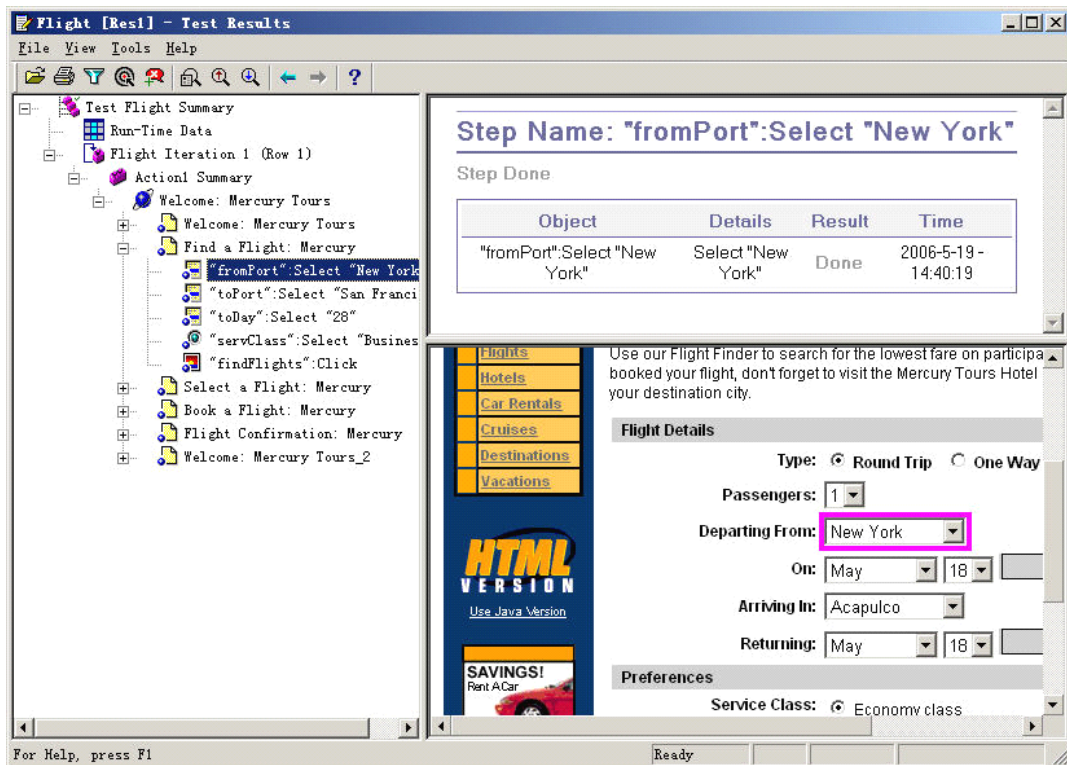 Flight [Res1] - Test Results
File View Tools Help
Test Flight Summary
Run-Time Data
Flight Iteration 1 (Row 1)
Action1 Summary
Welcome: Mercury Tours
Welcome: Mercury Tours
Find a Flight: Mercury
"fromPort":Select "New York
"toPort":Select "San Franci
"toDay":Select "28"
"servClass":Select "Busines
"findFlights":Click
Select a Flight: Mercury
Book a Flight: Mercury
Flight Confirmation: Mercury
Welcome: Mercury Tours_2
Step Name: "fromPort":Select "New York"
Step Done
Object Details Result Time
"fromPort":Select "New York" Select "New York" Done 2006-5-19 - 14:40:19
Flights
Hotels
Car Rentals
Cruises
Destinations
Vacations
HTML
VERSION
Use Java Version
SAVINGS!
Rent A Car
Use our Flight Finder to search for the lowest fare on participa
booked your flight, don't forget to visit the Mercury Tours Hotel
your destination city.
Flight Details
Type: Round Trip One Way
Passengers: 1
Departing From: New York
On: May 18
Arriving In: Acapulco
Returning: May 18
Preferences
Service Class: Economy class
For Help, press F1
Ready